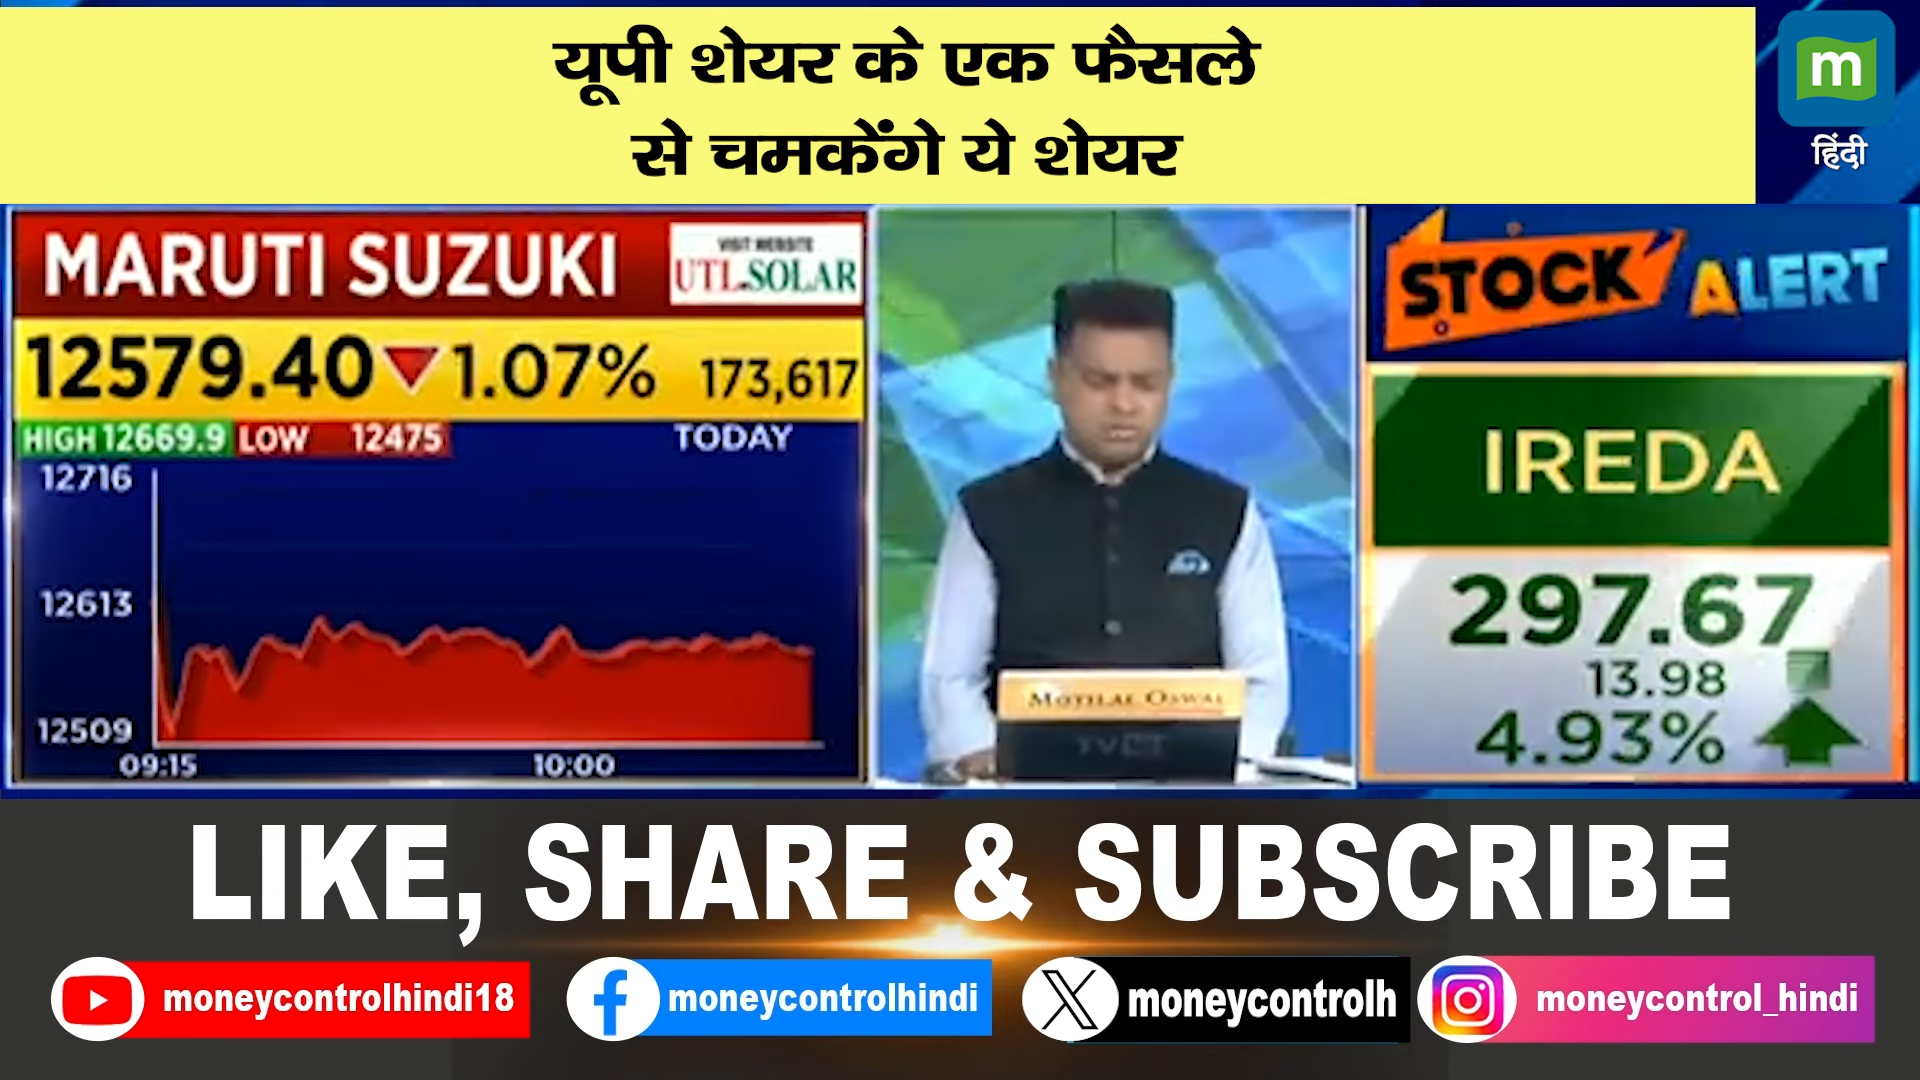 यूपी शेयर के एक फैसले
से चमकेंगे ये शेयर
m
हिंदी
MARUTI SUZUKI
VISIT WEBSITE
UTL SOLAR
12579.40 ▼ 1.07% 173,617
HIGH 12669.9 LOW 12475 TODAY
12716
12613
12509
09:15 10:00
MOTILAL OSWAL
STOCK ALERT
IREDA
297.67
13.98
4.93%
LIKE, SHARE & SUBSCRIBE
moneycontrolhindi18
moneycontrolhindi
moneycontrolh
moneycontrol_hindi